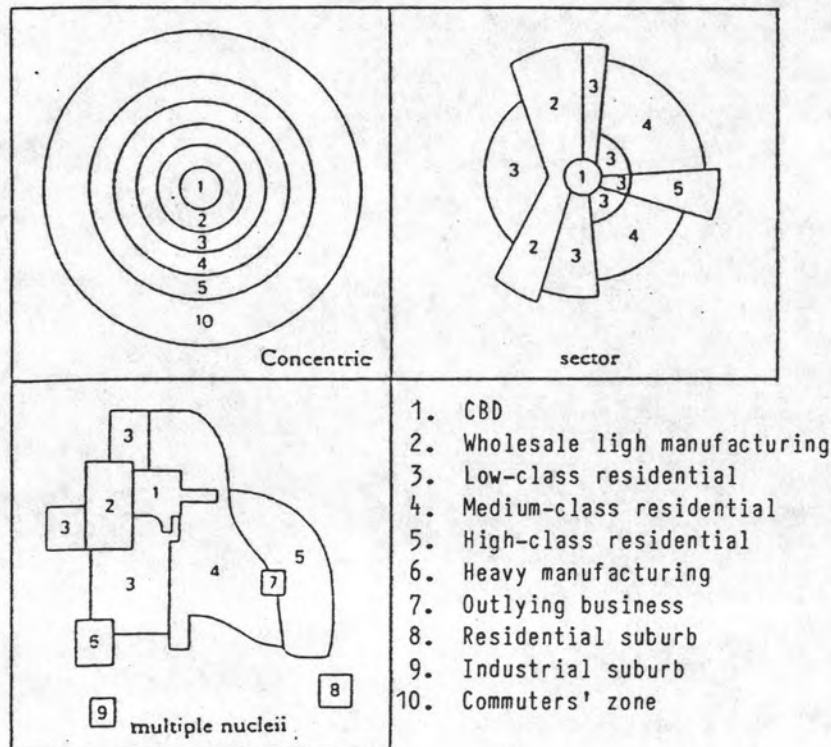 1
2
3
4
5
10
Concentric
2
3
4
3
3
1
3
5
3
2
3
4
sector
3
1
2
3
5
4
3
7
6
8
9
multiple nucleii
1. CBD
2. Wholesale ligh manufacturing
3. Low-class residential
4. Medium-class residential
5. High-class residential
6. Heavy manufacturing
7. Outlying business
8. Residential suburb
9. Industrial suburb
10. Commuters' zone